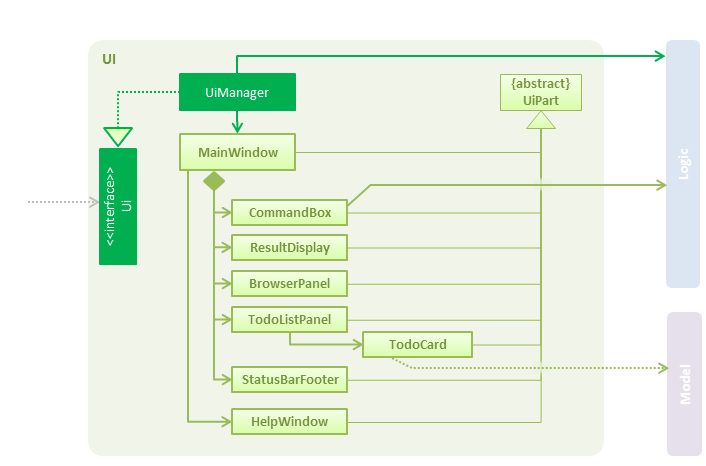 UI
UiManager
{abstract}
UiPart
<<interface>>
Ui
MainWindow
CommandBox
ResultDisplay
BrowserPanel
TodoListPanel
TodoCard
StatusBarFooter
HelpWindow
Logic
Model